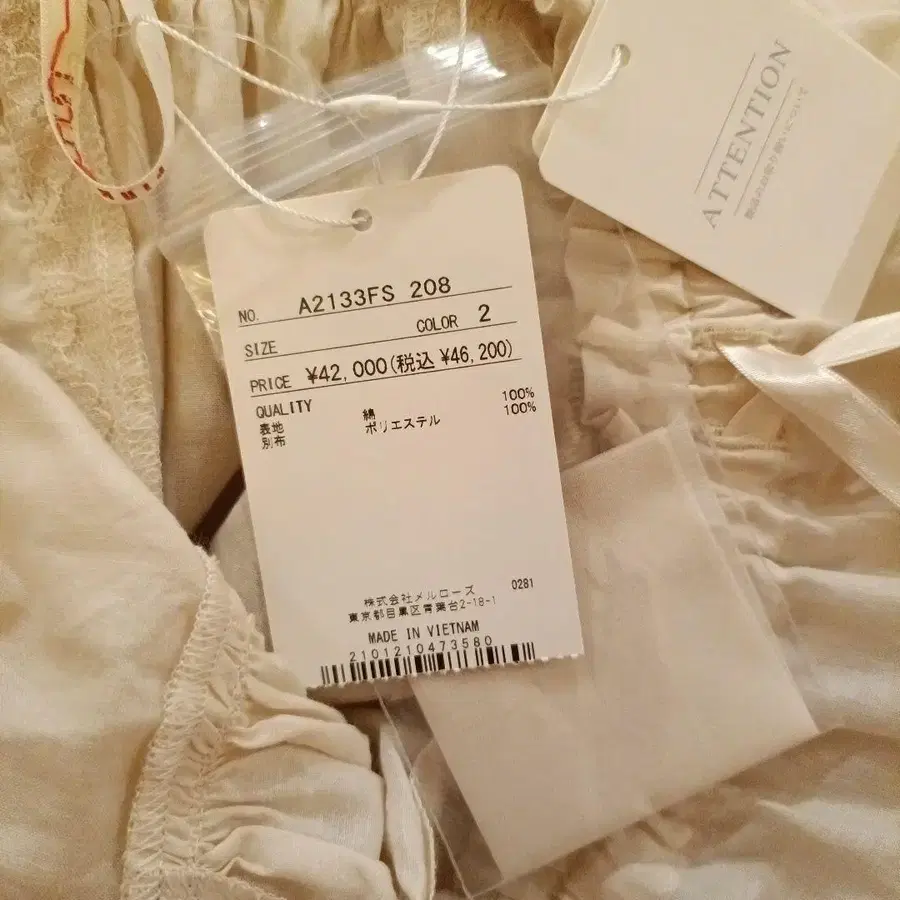 NO. A2133FS 208
SIZE COLOR 2
PRICE ¥42,000(税込 ¥46,200)
QUALITY
表地 綿 100%
別布 ポリエステル 100%
株式会社メルローズ 0281
東京都目黒区青葉台2-18-1
MADE IN VIETNAM
2101210473580
ATTENTION